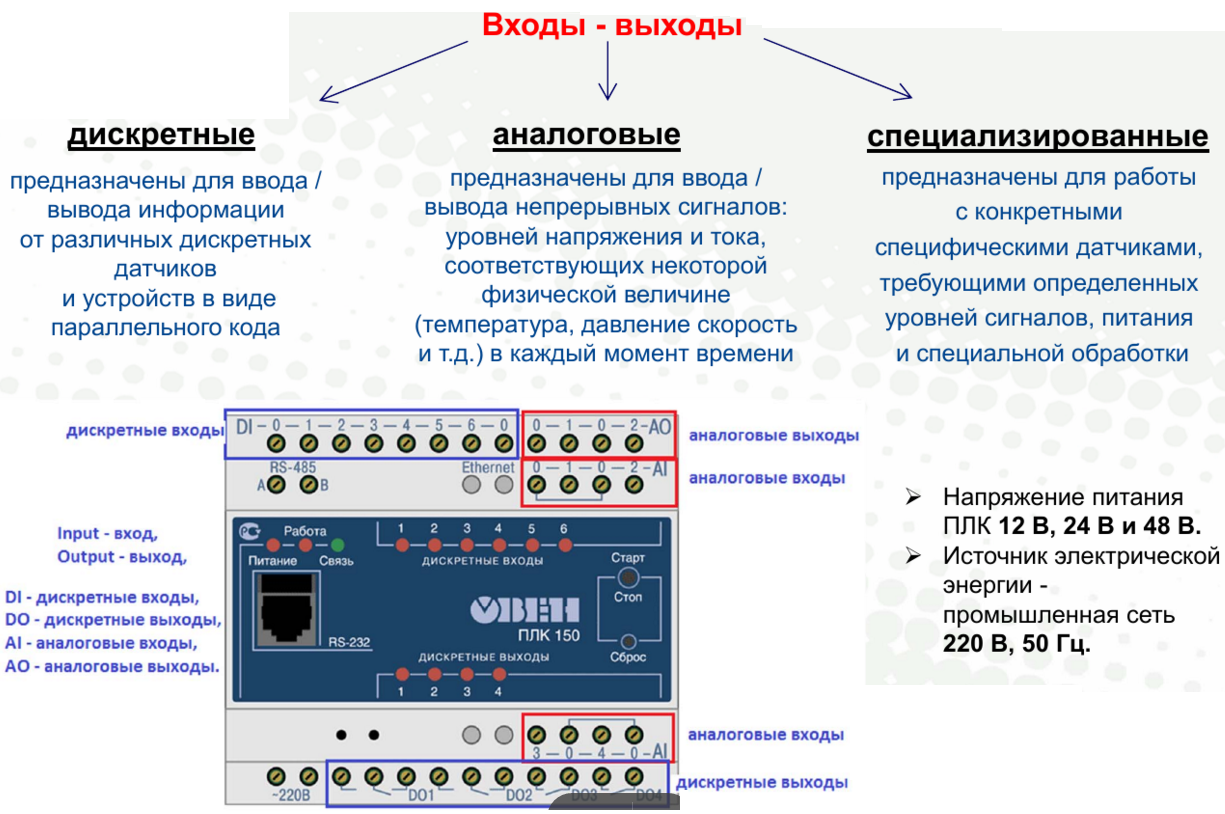 Входы - выходы
дискретные
предназначены для ввода /
вывода информации
от различных дискретных
датчиков
и устройств в виде
параллельного кода
аналоговые
предназначены для ввода /
вывода непрерывных сигналов:
уровней напряжения и тока,
соответствующих некоторой
физической величине
(температура, давление скорость
и т.д.) в каждый момент времени
специализированные
предназначены для работы
с конкретными
специфическими датчиками,
требующими определенных
уровней сигналов, питания
и специальной обработки
дискретные входы
DI - 0 - 1 - 2 - 3 - 4 - 5 - 6 - 0
0 - 1 - 0 - 2 - AO
аналоговые выходы
RS-485
A B
Ethernet
0 - 1 - 0 - 2 - AI
аналоговые входы
Input - вход,
Output - выход,
DI - дискретные входы,
DO - дискретные выходы,
AI - аналоговые входы,
AO - аналоговые выходы.
РСТ
Работа
Питание
Связь
1 2 3 4 5 6
ДИСКРЕТНЫЕ ВХОДЫ
Старт
Стоп
ОВЕН
ПЛК 150
RS-232
Сброс
ДИСКРЕТНЫЕ ВЫХОДЫ
1 2 3 4
3 - 0 - 4 - 0 - AI
аналоговые входы
~220В
DO1
DO2
DO3
DO4
дискретные выходы
➢ Напряжение питания
ПЛК 12 В, 24 В и 48 В.
➢ Источник электрической
энергии -
промышленная сеть
220 В, 50 Гц.